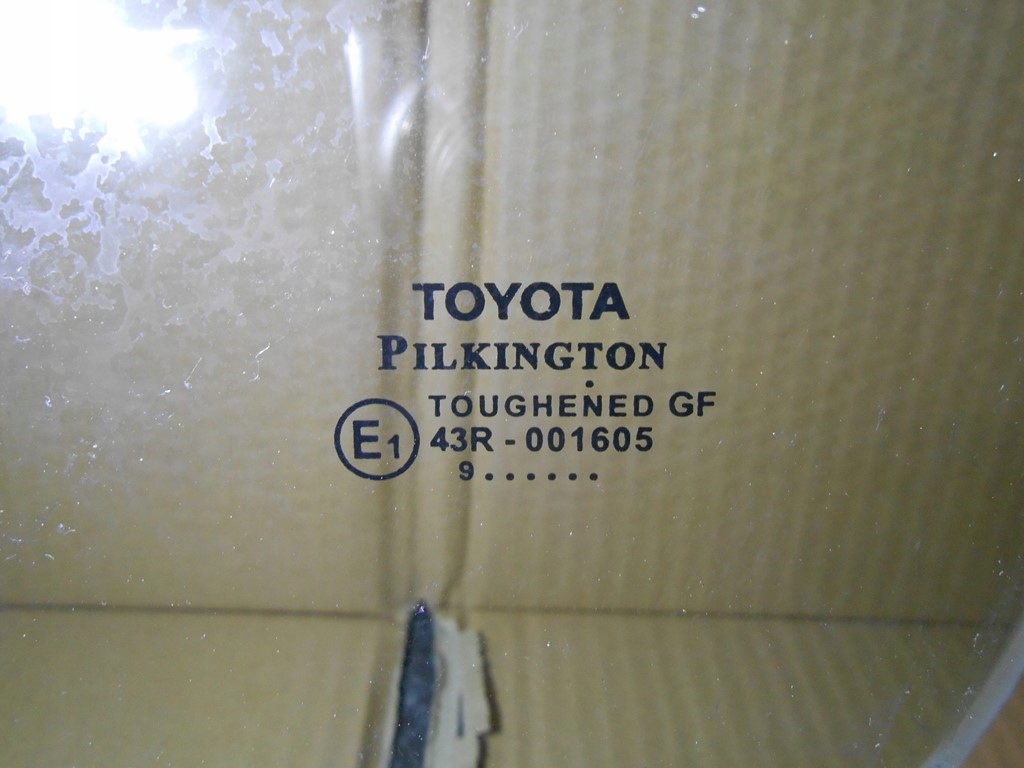 TOYOTA
PILKINGTON
.
TOUGHENED GF
E1 43R - 001605
9......